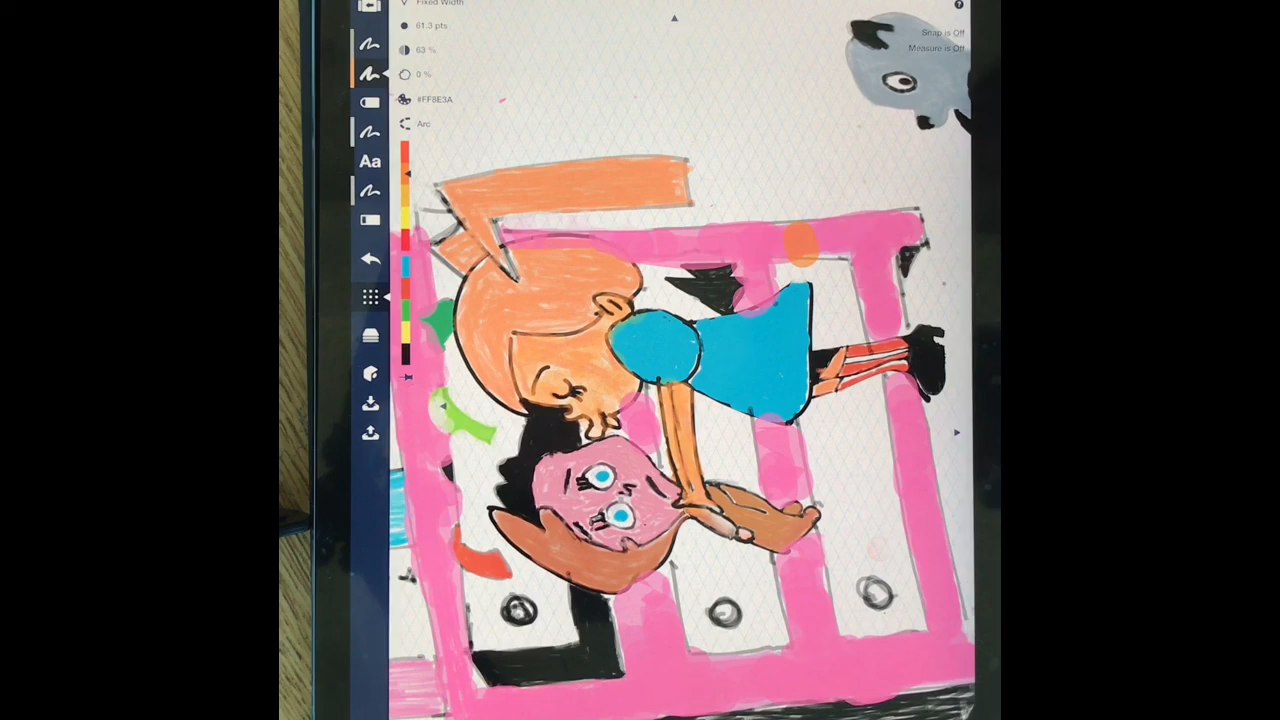 Fixed Width
61.3 pts
63 %
0 %
#FF8E3A
Arc
Aa
Snap is Off
Measure is Off